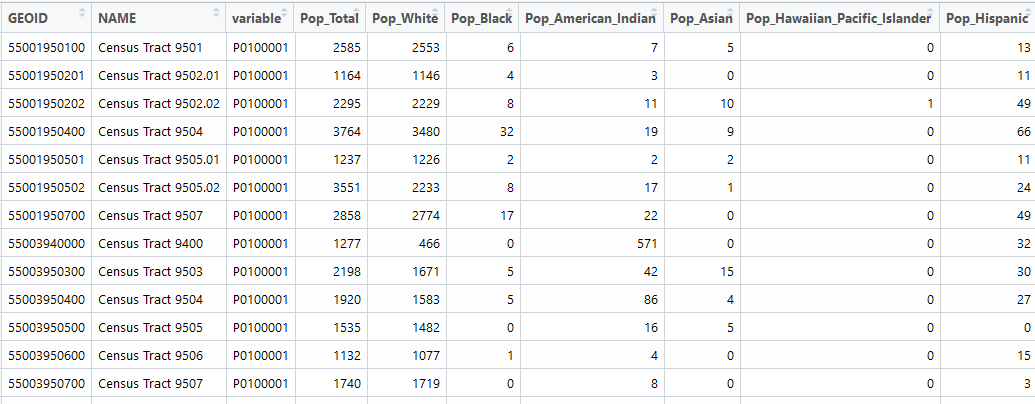 GEOID NAME variable Pop_Total Pop_White Pop_Black Pop_American_Indian Pop_Asian Pop_Hawaiian_Pacific_Islander Pop_Hispanic
55001950100 Census Tract 9501 P0100001 2585 2553 6 7 5 0 13
55001950201 Census Tract 9502.01 P0100001 1164 1146 4 3 0 0 11
55001950202 Census Tract 9502.02 P0100001 2295 2229 8 11 10 1 49
55001950400 Census Tract 9504 P0100001 3764 3480 32 19 9 0 66
55001950501 Census Tract 9505.01 P0100001 1237 1226 2 2 2 0 11
55001950502 Census Tract 9505.02 P0100001 3551 2233 8 17 1 0 24
55001950700 Census Tract 9507 P0100001 2858 2774 17 22 0 0 49
55003940000 Census Tract 9400 P0100001 1277 466 0 571 0 0 32
55003950300 Census Tract 9503 P0100001 2198 1671 5 42 15 0 30
55003950400 Census Tract 9504 P0100001 1920 1583 5 86 4 0 27
55003950500 Census Tract 9505 P0100001 1535 1482 0 16 5 0 0
55003950600 Census Tract 9506 P0100001 1132 1077 1 4 0 0 15
55003950700 Census Tract 9507 P0100001 1740 1719 0 8 0 0 3